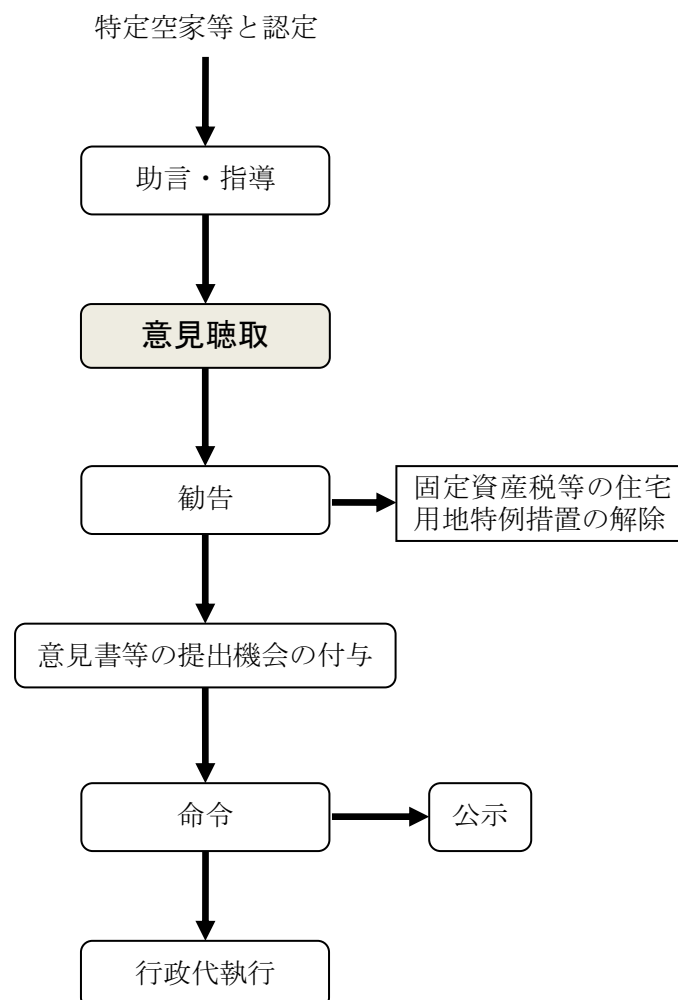 特定空家等と認定
助言・指導
意見聴取
勧告
固定資産税等の住宅
用地特例措置の解除
意見書等の提出機会の付与
命令
公示
行政代執行